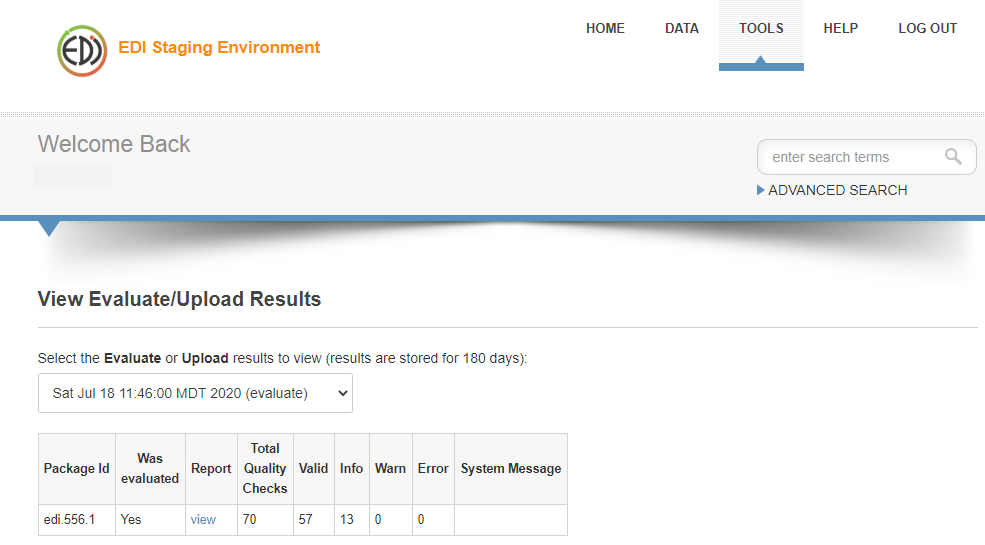 EDI
EDI Staging Environment
HOME DATA TOOLS HELP LOG OUT
Welcome Back
enter search terms
ADVANCED SEARCH
View Evaluate/Upload Results
Select the Evaluate or Upload results to view (results are stored for 180 days):
Sat Jul 18 11:46:00 MDT 2020 (evaluate)
Package Id Was evaluated Report Total Quality Checks Valid Info Warn Error System Message
edi.556.1 Yes view 70 57 13 0 0